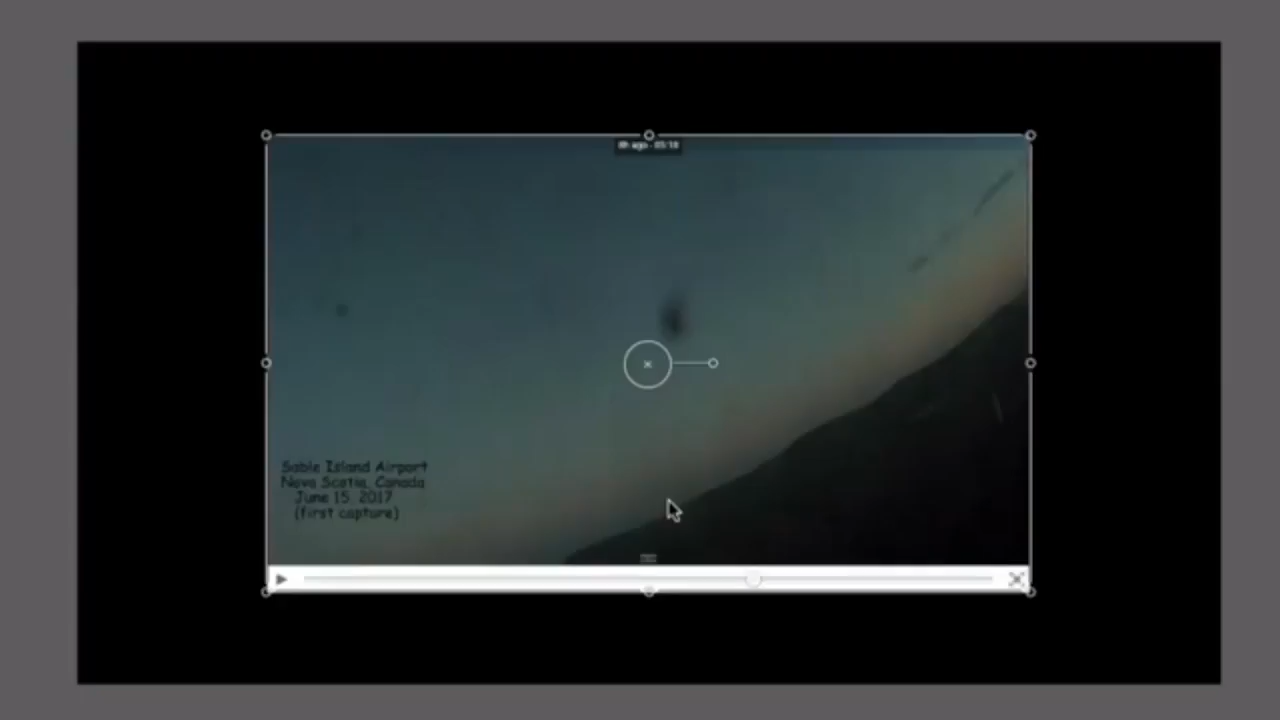 Sable Island Airport
Nova Scotia, Canada
June 15, 2017
(first capture)